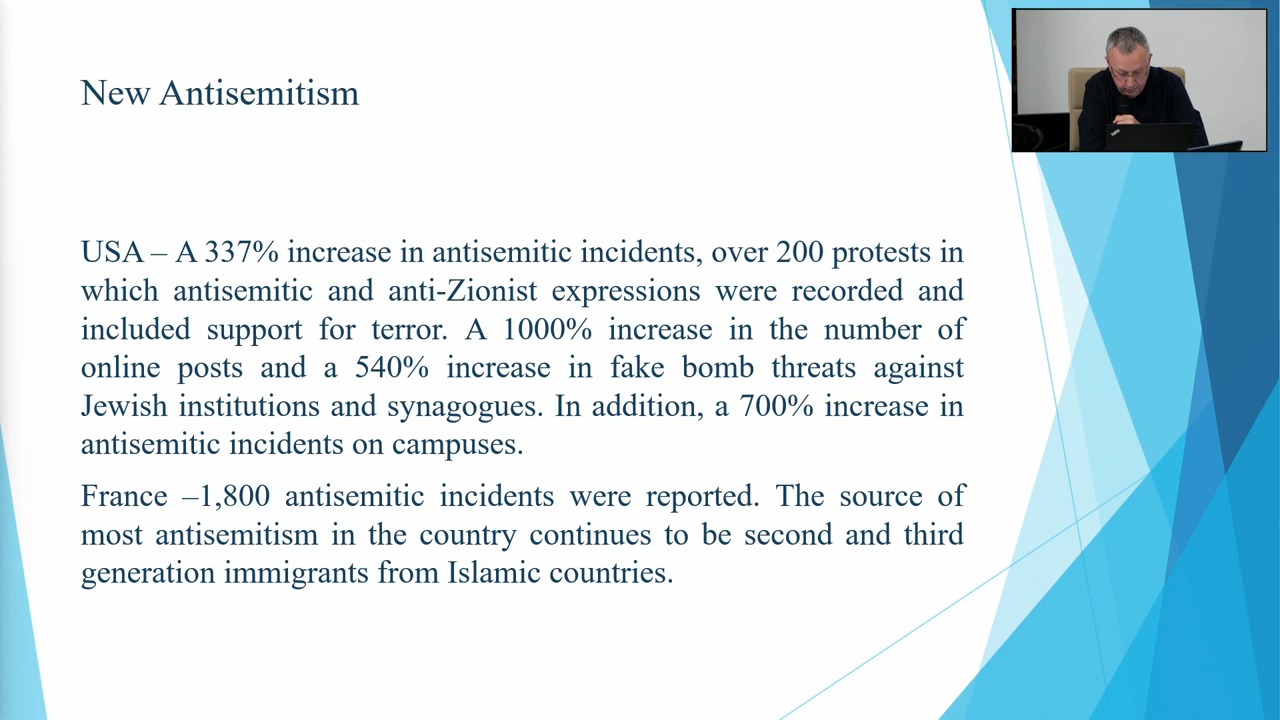 New Antisemitism
USA – A 337% increase in antisemitic incidents, over 200 protests in
which antisemitic and anti-Zionist expressions were recorded and
included support for terror. A 1000% increase in the number of
online posts and a 540% increase in fake bomb threats against
Jewish institutions and synagogues. In addition, a 700% increase in
antisemitic incidents on campuses.
France –1,800 antisemitic incidents were reported. The source of
most antisemitism in the country continues to be second and third
generation immigrants from Islamic countries.